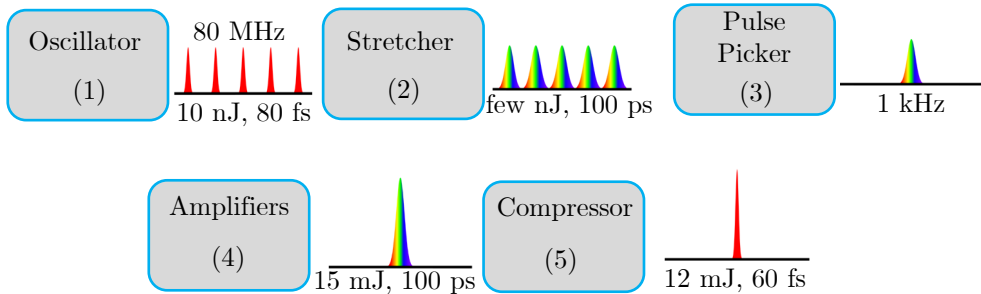 Oscillator
(1)
80 MHz
10 nJ, 80 fs
Stretcher
(2)
few nJ, 100 ps
Pulse
Picker
(3)
1 kHz
Amplifiers
(4)
15 mJ, 100 ps
Compressor
(5)
12 mJ, 60 fs